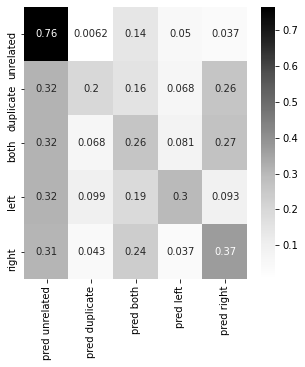 unrelated 0.76 0.0062 0.14 0.05 0.037
duplicate 0.32 0.2 0.16 0.068 0.26
both 0.32 0.068 0.26 0.081 0.27
left 0.32 0.099 0.19 0.3 0.093
right 0.31 0.043 0.24 0.037 0.37
pred unrelated
pred duplicate
pred both
pred left
pred right
0.7
0.6
0.5
0.4
0.3
0.2
0.1